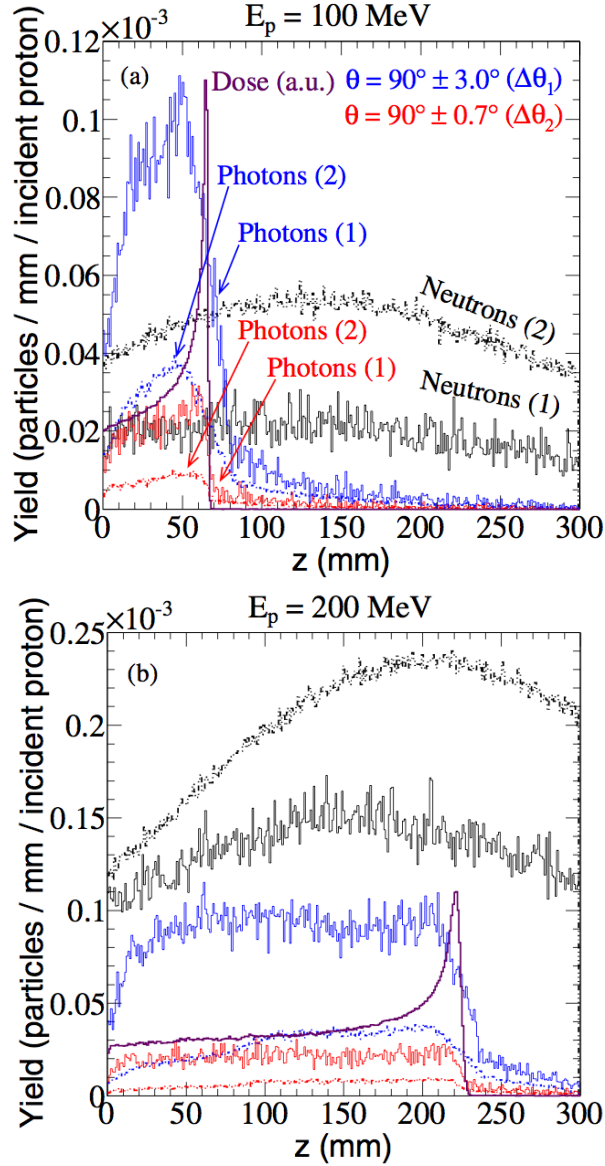 E_p = 100 MeV
×10^-3
0.12
(a)
Dose (a.u.)
θ = 90° ± 3.0° (Δθ_1)
θ = 90° ± 0.7° (Δθ_2)
0.1
Photons (2)
0.08
Photons (1)
0.06
Neutrons (2)
Photons (2)
0.04
Photons (1)
Neutrons (1)
0.02
0
0 50 100 150 200 250 300
z (mm)
Yield (particles / mm / incident proton)
E_p = 200 MeV
×10^-3
0.25
(b)
0.2
0.15
0.1
0.05
0
0 50 100 150 200 250 300
z (mm)
Yield (particles / mm / incident proton)